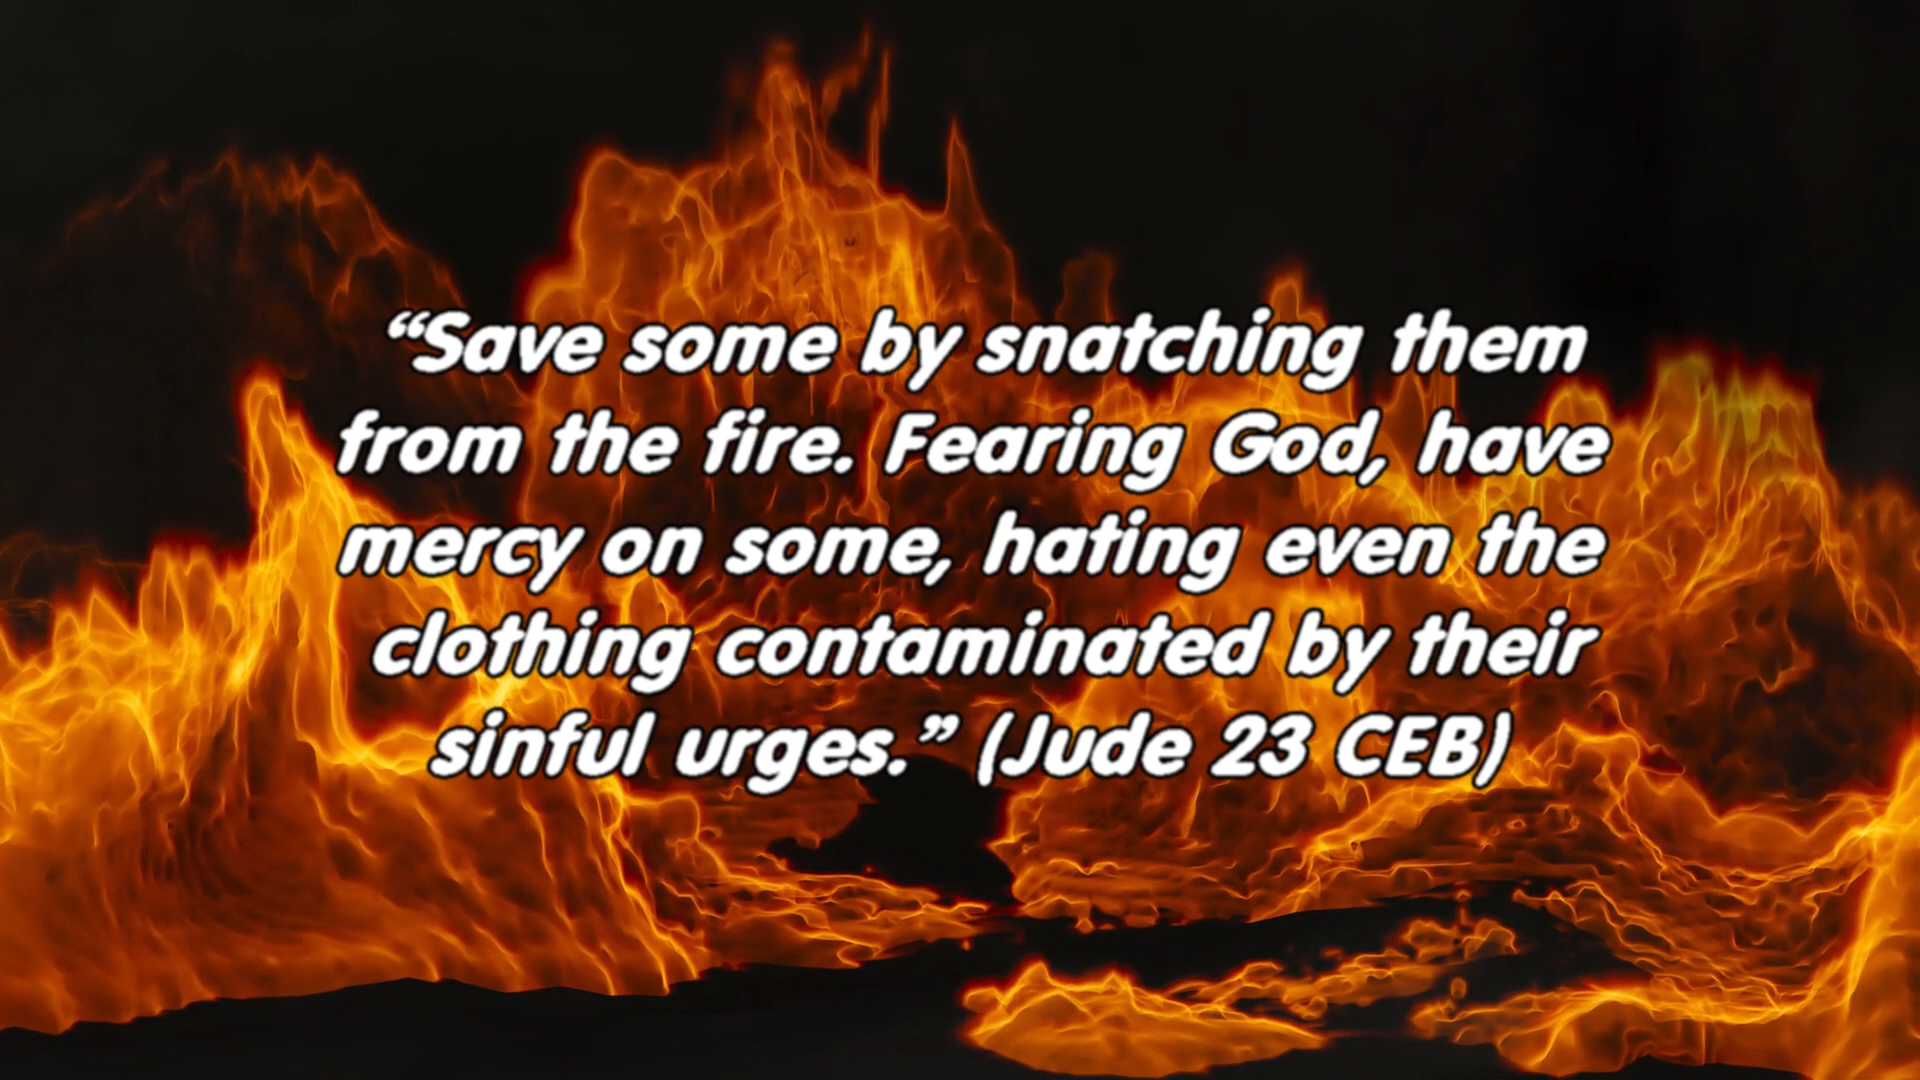 “Save some by snatching them
from the fire. Fearing God, have
mercy on some, hating even the
clothing contaminated by their
sinful urges.” (Jude 23 CEB)